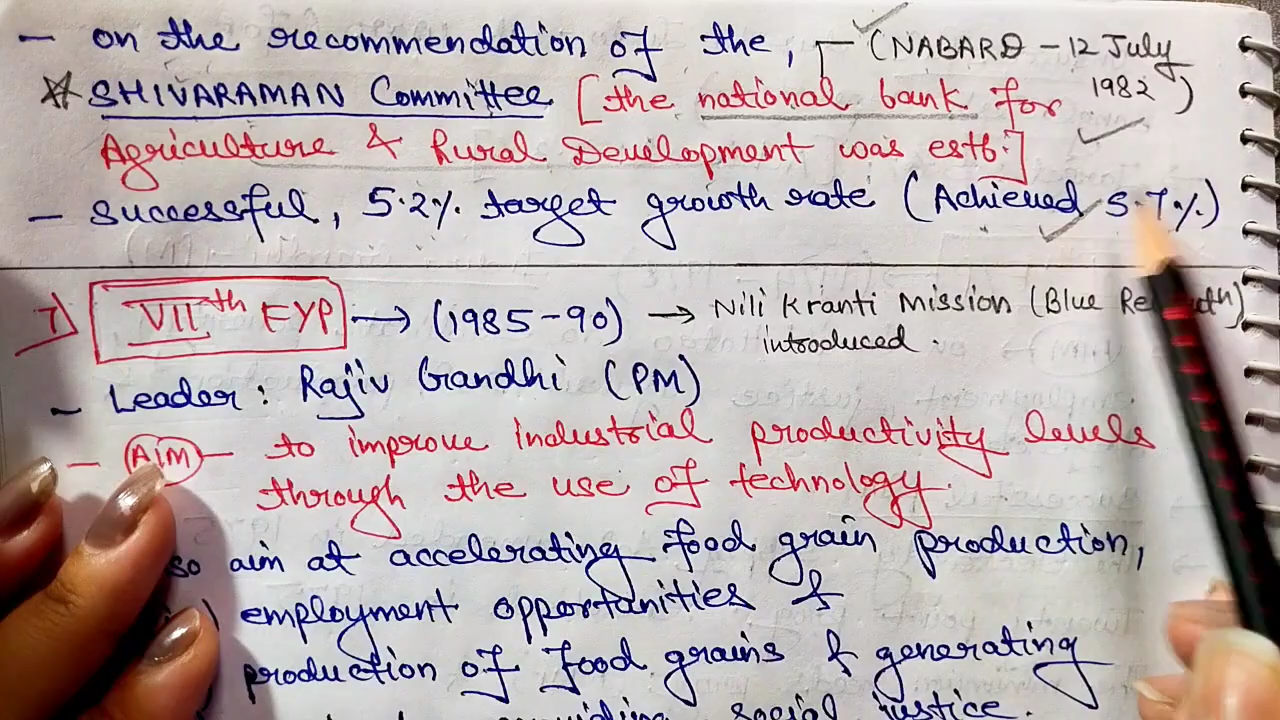 - on the recommendation of the, (NABARD - 12 July 1982)
SHIVARAMAN Committee [the national bank for
Agriculture & Rural Development was estb.]
- successful, 5.2% target growth rate (Achieved 5.7%)
7) VIIth FYP → (1985-90) → Nili Kranti Mission (Blue
introduced.
- Leader: Rajiv Gandhi (PM)
- AIM - to improve industrial productivity levels
through the use of technology.
so aim at accelerating food grain production,
employment opportanities &
production of food grains & generating
social justice.